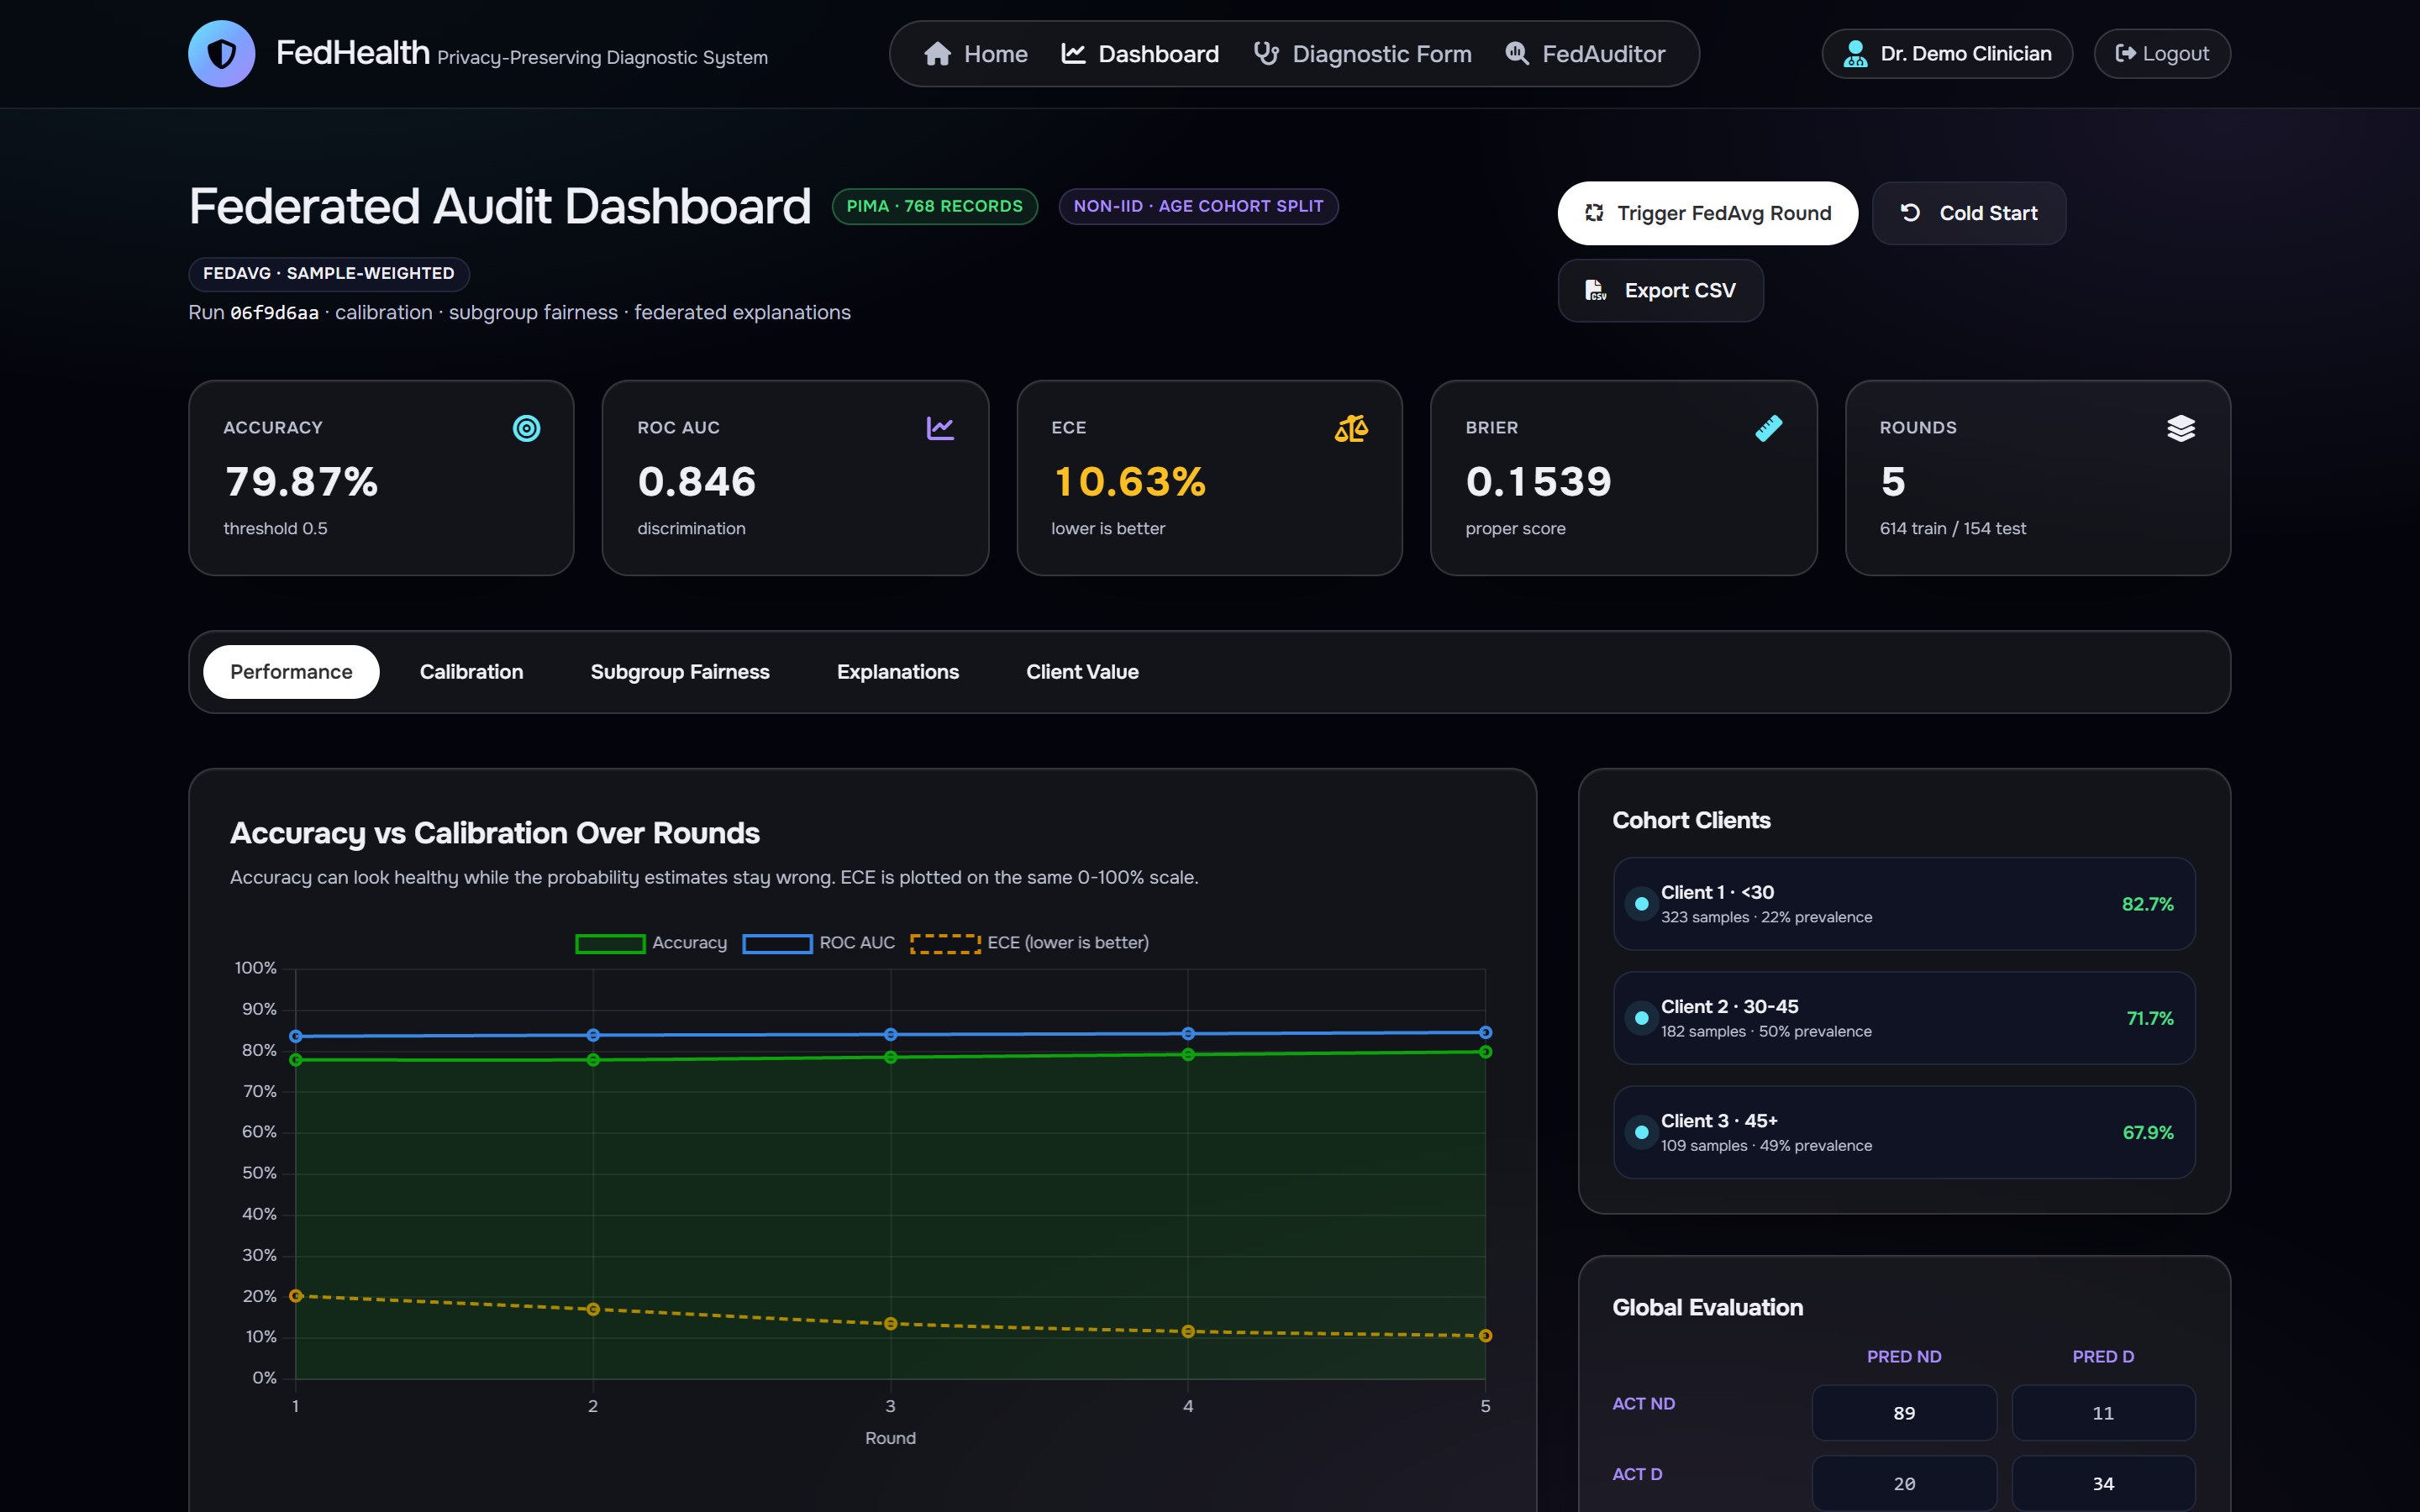 FedHealth Privacy-Preserving Diagnostic System
Home
Dashboard
Diagnostic Form
FedAuditor
Dr. Demo Clinician
Logout
Federated Audit Dashboard
PIMA · 768 RECORDS
NON-IID · AGE COHORT SPLIT
FEDAVG · SAMPLE-WEIGHTED
Run 06f9d6aa · calibration · subgroup fairness · federated explanations
Trigger FedAvg Round
Cold Start
CSV
Export CSV
ACCURACY
79.87%
threshold 0.5
ROC AUC
0.846
discrimination
ECE
10.63%
lower is better
BRIER
0.1539
proper score
ROUNDS
5
614 train / 154 test
Performance
Calibration
Subgroup Fairness
Explanations
Client Value
Accuracy vs Calibration Over Rounds
Accuracy can look healthy while the probability estimates stay wrong. ECE is plotted on the same 0-100% scale.
Accuracy
ROC AUC
ECE (lower is better)
100%
90%
80%
70%
60%
50%
40%
30%
20%
10%
0%
1
2
3
4
5
Round
Cohort Clients
Client 1 · <30
323 samples · 22% prevalence
82.7%
Client 2 · 30-45
182 samples · 50% prevalence
71.7%
Client 3 · 45+
109 samples · 49% prevalence
67.9%
Global Evaluation
PRED ND
PRED D
ACT ND
89
11
ACT D
20
34